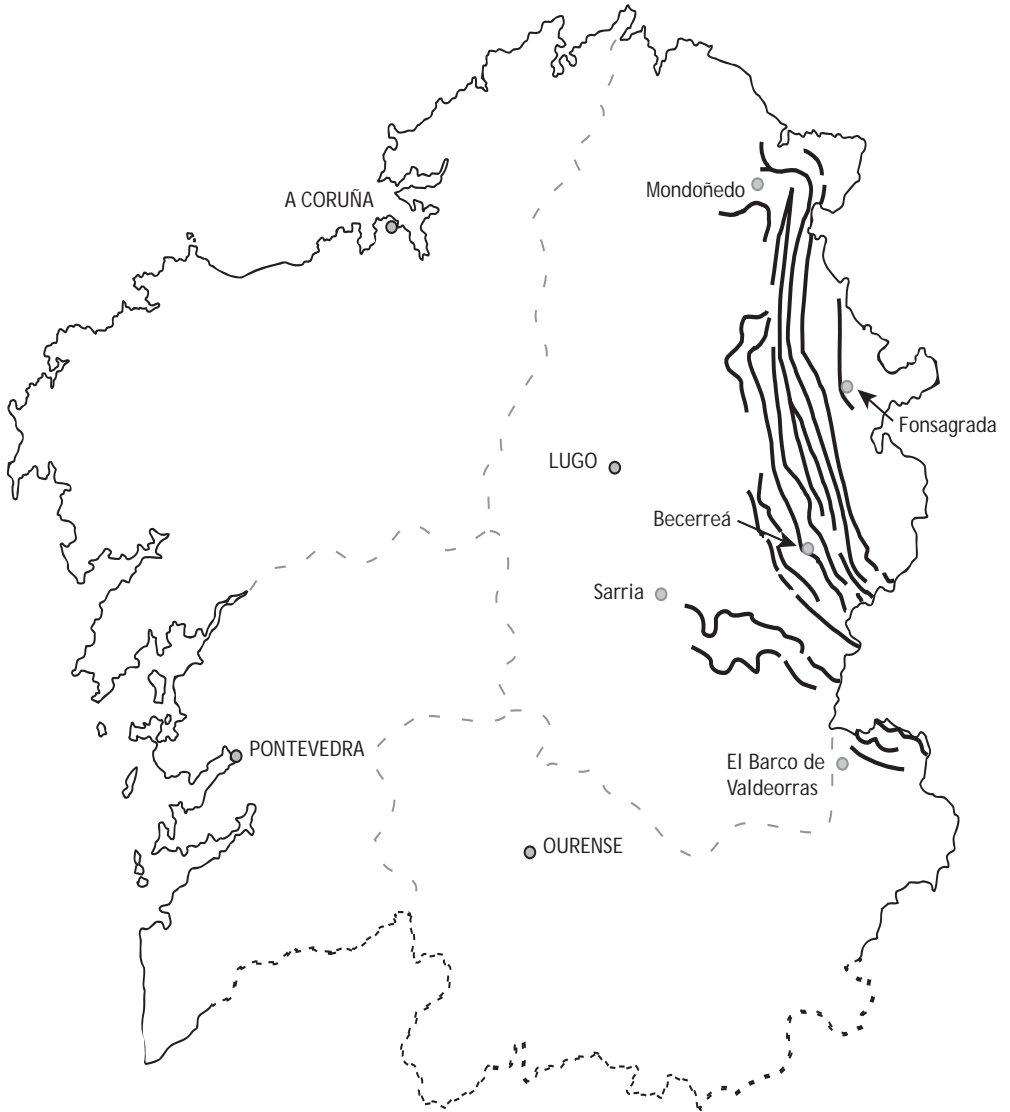 Mondoñedo
A CORUÑA
Fonsagrada
LUGO
Becerreá
Sarria
PONTEVEDRA
El Barco de
Valdeorras
OURENSE